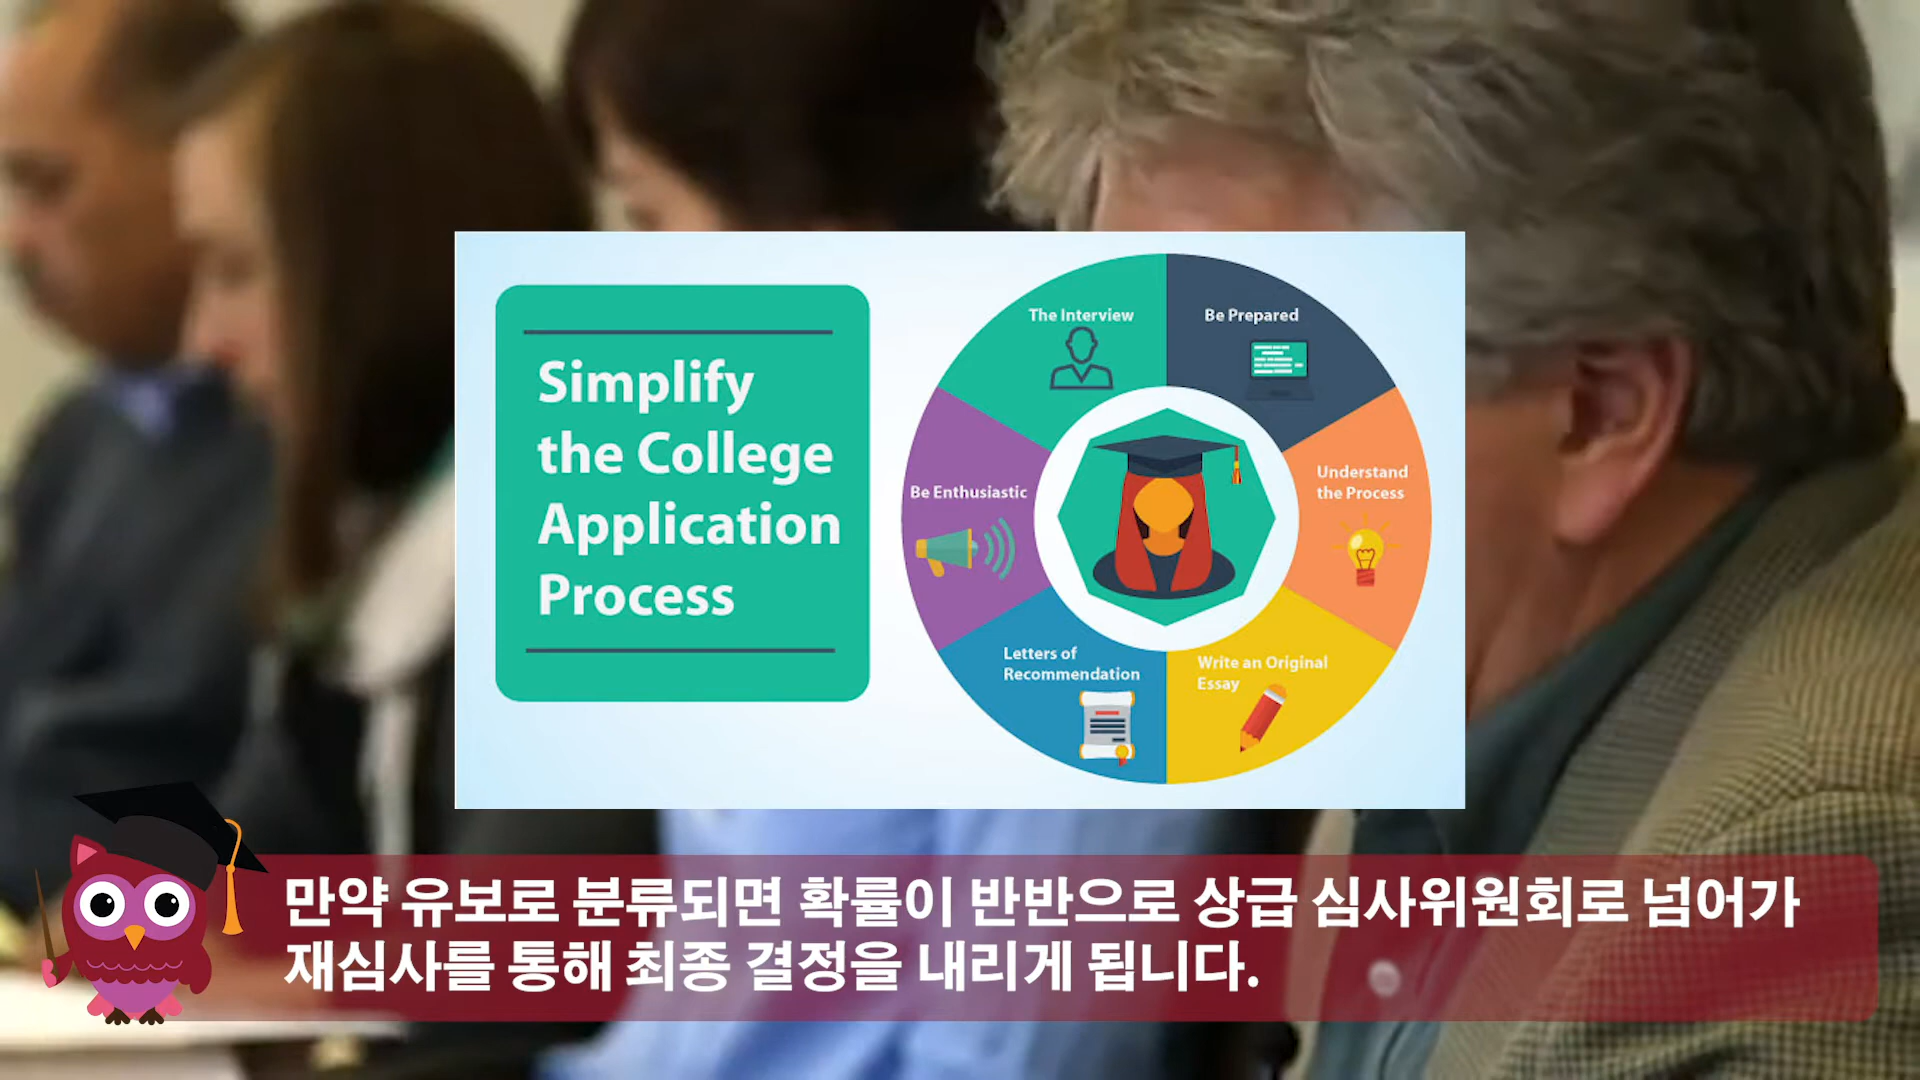 Simplify
the College
Application
Process
The Interview
Be Prepared
Understand
the Process
Write an Original
Essay
Letters of
Recommendation
Be Enthusiastic
만약 유보로 분류되면 확률이 반반으로 상급 심사위원회로 넘어가
재심사를 통해 최종 결정을 내리게 됩니다.